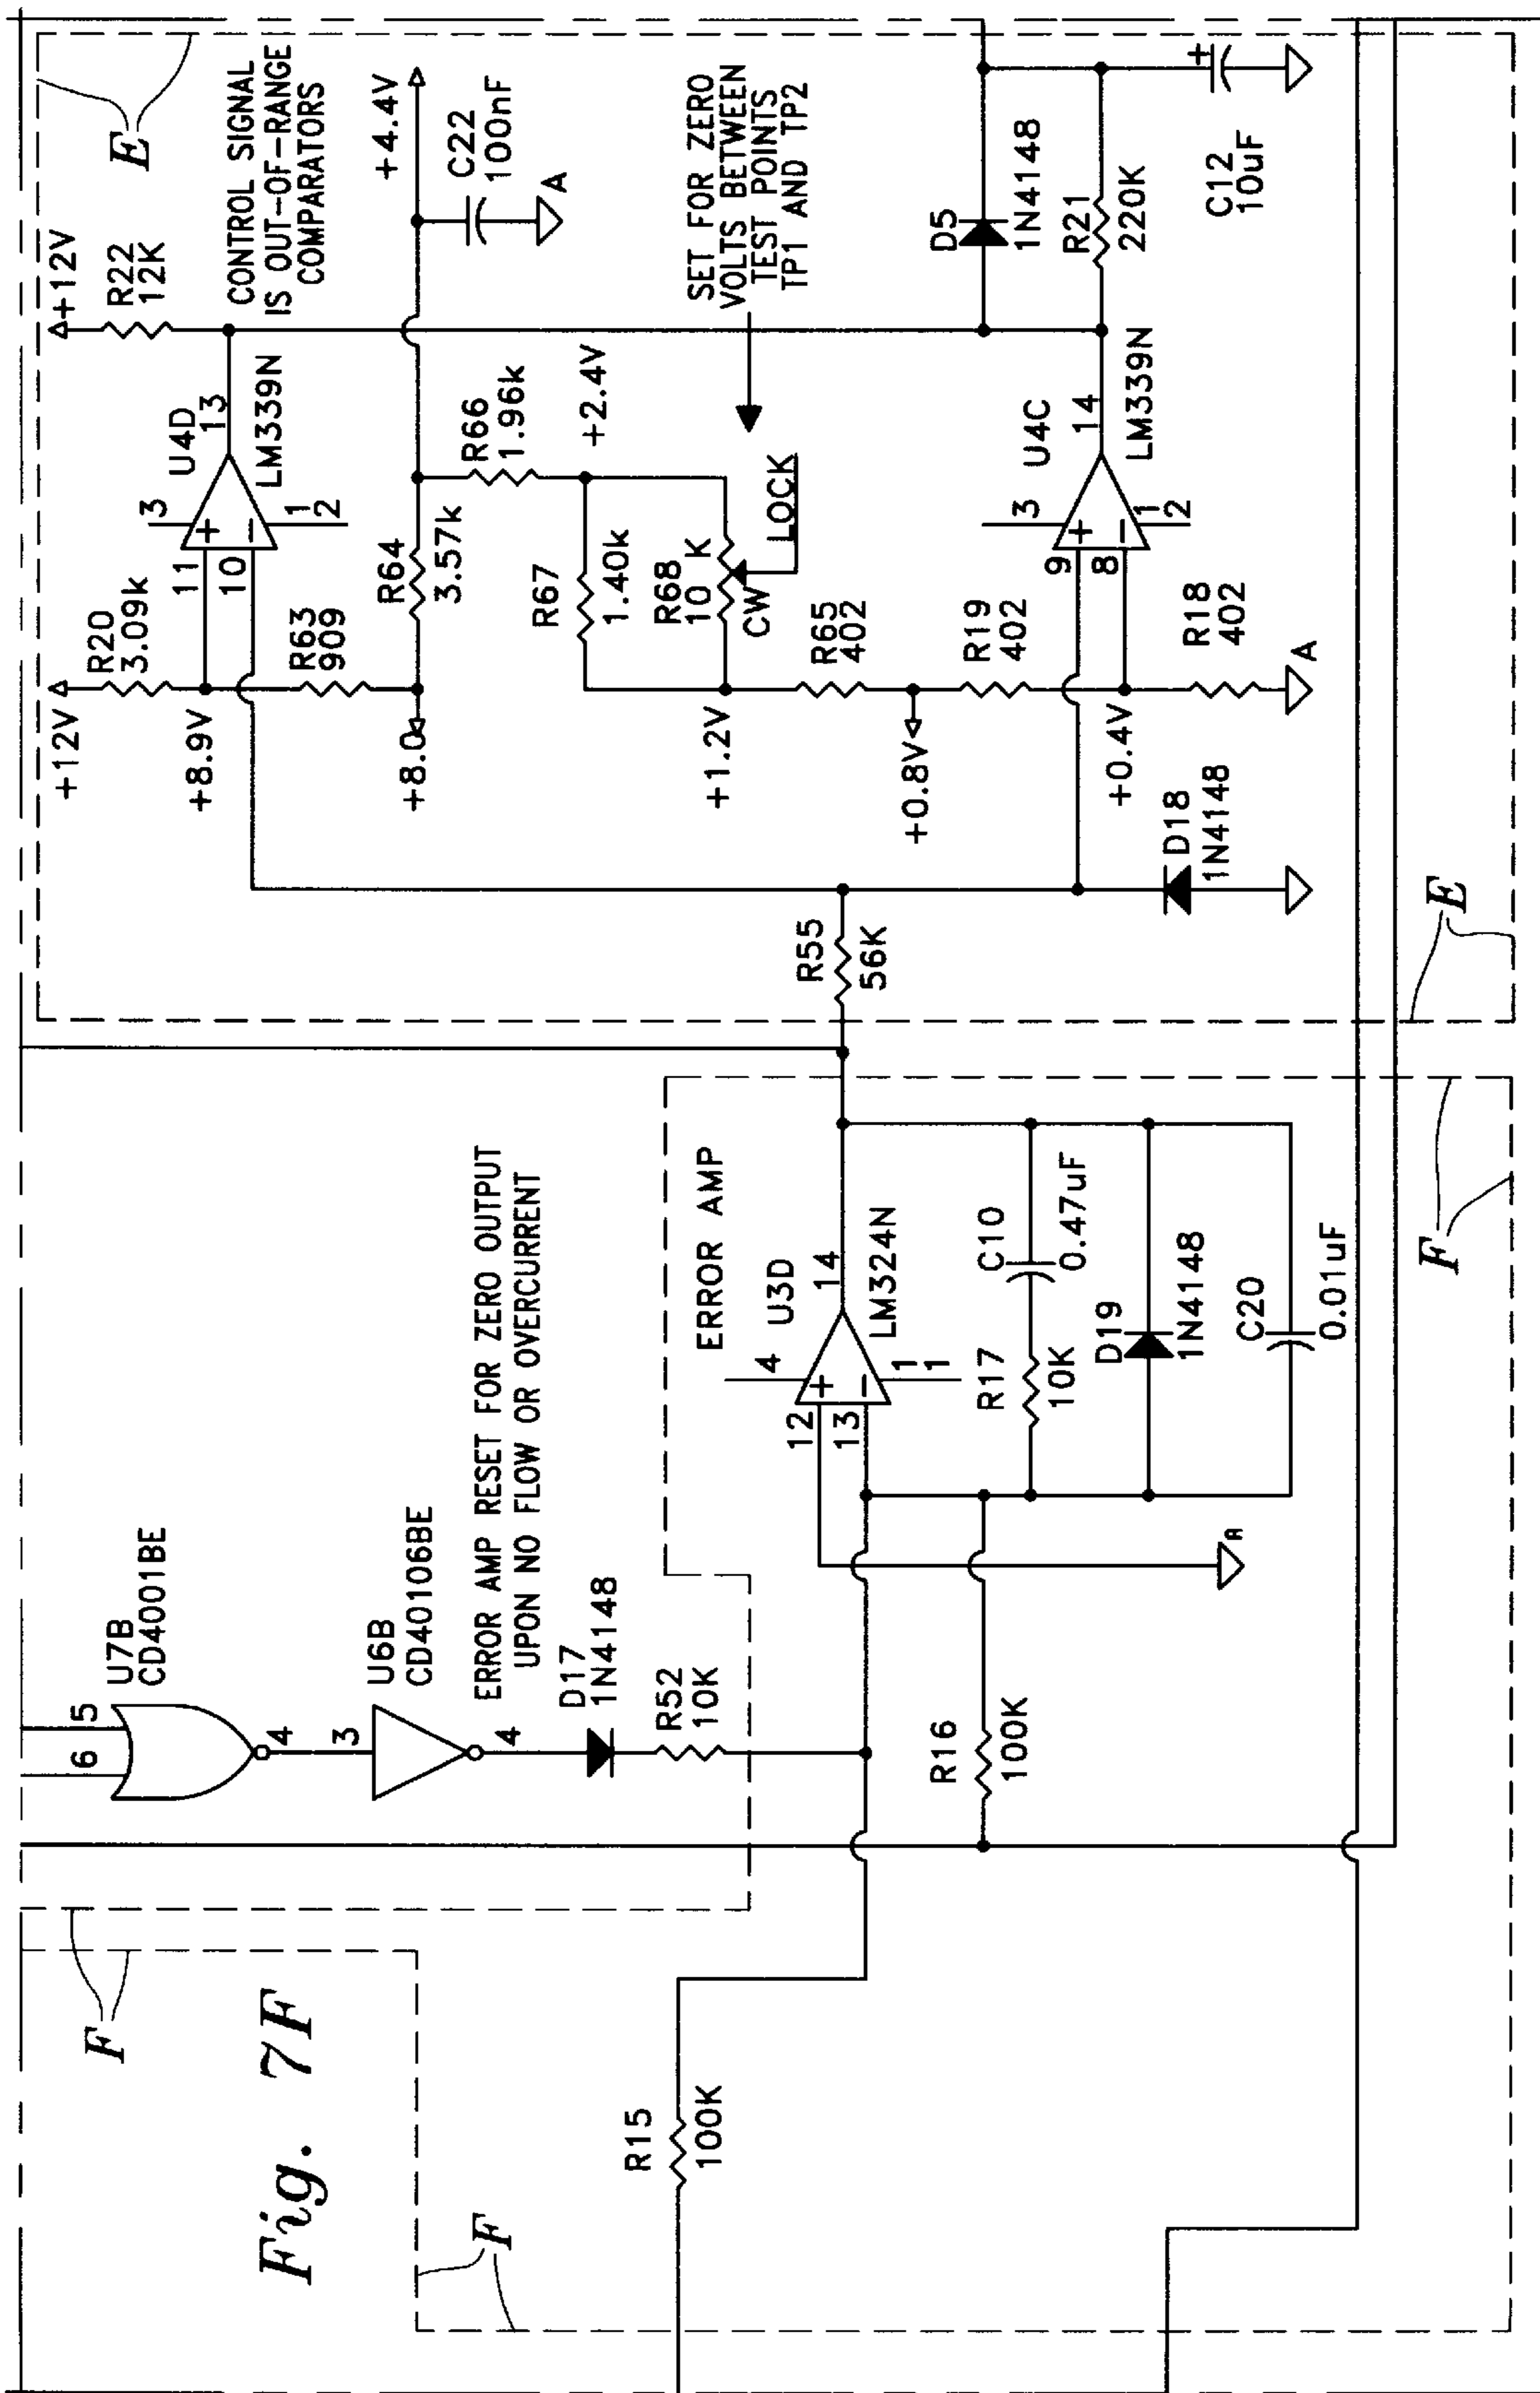 Fig. 7F
F
F
U7B
CD4001BE
5
6
4
U6B
CD40106BE
3
4
ERROR AMP RESET FOR ZERO OUTPUT
UPON NO FLOW OR OVERCURRENT
D17
1N4148
R52
10K
R15
100K
R16
100K
ERROR AMP
U3D
LM324N
4
12
13
14
1
1
A
R17
10K
C10
0.47uF
D19
1N4148
C20
0.01uF
F
R55
56K
E
E
+12V
R20
3.09k
+8.9V
R63
909
+8.0
11
10
3
U4D
13
LM339N
1
2
+12V
R22
12K
CONTROL SIGNAL
IS OUT-OF-RANGE
COMPARATORS
R64
3.57k
+4.4V
C22
100nF
A
R66
1.96k
+2.4V
R67
1.40k
R68
10 K
CW
LOCK
SET FOR ZERO
VOLTS BETWEEN
TEST POINTS
TP1 AND TP2
+1.2V
R65
402
+0.8V
R19
402
+0.4V
R18
402
A
D18
1N4148
9
8
3
U4C
14
LM339N
1
2
D5
1N4148
R21
220K
C12
10uF
+